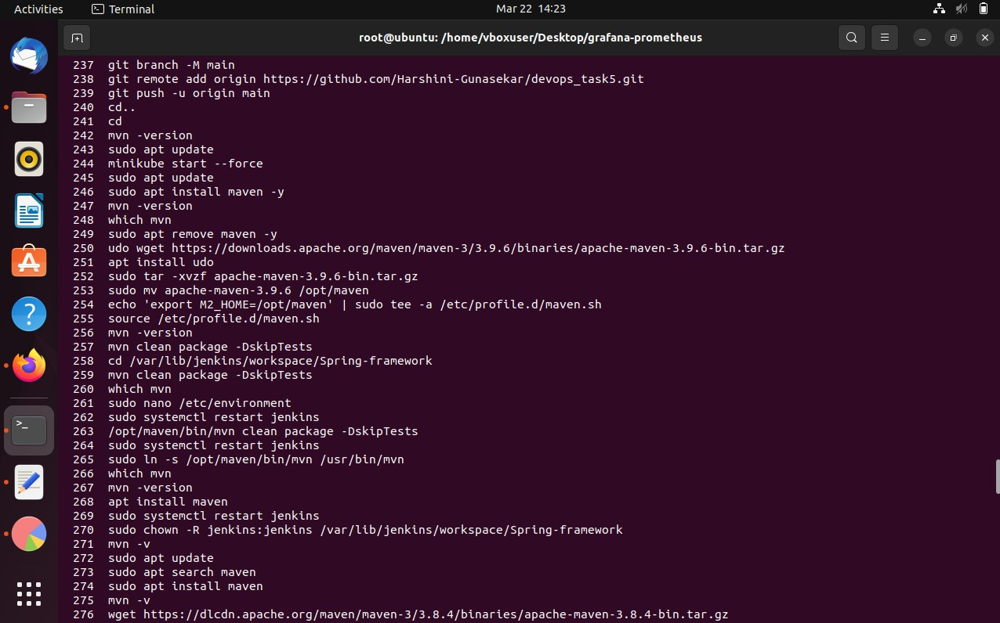 Activities
Terminal
Mar 22 14:23
root@ubuntu: /home/vboxuser/Desktop/grafana-prometheus
237 git branch -M main
238 git remote add origin https://github.com/Harshini-Gunasekar/devops_task5.git
239 git push -u origin main
240 cd..
241 cd
242 mvn -version
243 sudo apt update
244 minikube start --force
245 sudo apt update
246 sudo apt install maven -y
247 mvn -version
248 which mvn
249 sudo apt remove maven -y
250 udo wget https://downloads.apache.org/maven/maven-3/3.9.6/binaries/apache-maven-3.9.6-bin.tar.gz
251 apt install udo
252 sudo tar -xvzf apache-maven-3.9.6-bin.tar.gz
253 sudo mv apache-maven-3.9.6 /opt/maven
254 echo 'export M2_HOME=/opt/maven' | sudo tee -a /etc/profile.d/maven.sh
255 source /etc/profile.d/maven.sh
256 mvn -version
257 mvn clean package -DskipTests
258 cd /var/lib/jenkins/workspace/Spring-framework
259 mvn clean package -DskipTests
260 which mvn
261 sudo nano /etc/environment
262 sudo systemctl restart jenkins
263 /opt/maven/bin/mvn clean package -DskipTests
264 sudo systemctl restart jenkins
265 sudo ln -s /opt/maven/bin/mvn /usr/bin/mvn
266 which mvn
267 mvn -version
268 apt install maven
269 sudo systemctl restart jenkins
270 sudo chown -R jenkins:jenkins /var/lib/jenkins/workspace/Spring-framework
271 mvn -v
272 sudo apt update
273 sudo apt search maven
274 sudo apt install maven
275 mvn -v
276 wget https://dlcdn.apache.org/maven/maven-3/3.8.4/binaries/apache-maven-3.8.4-bin.tar.gz